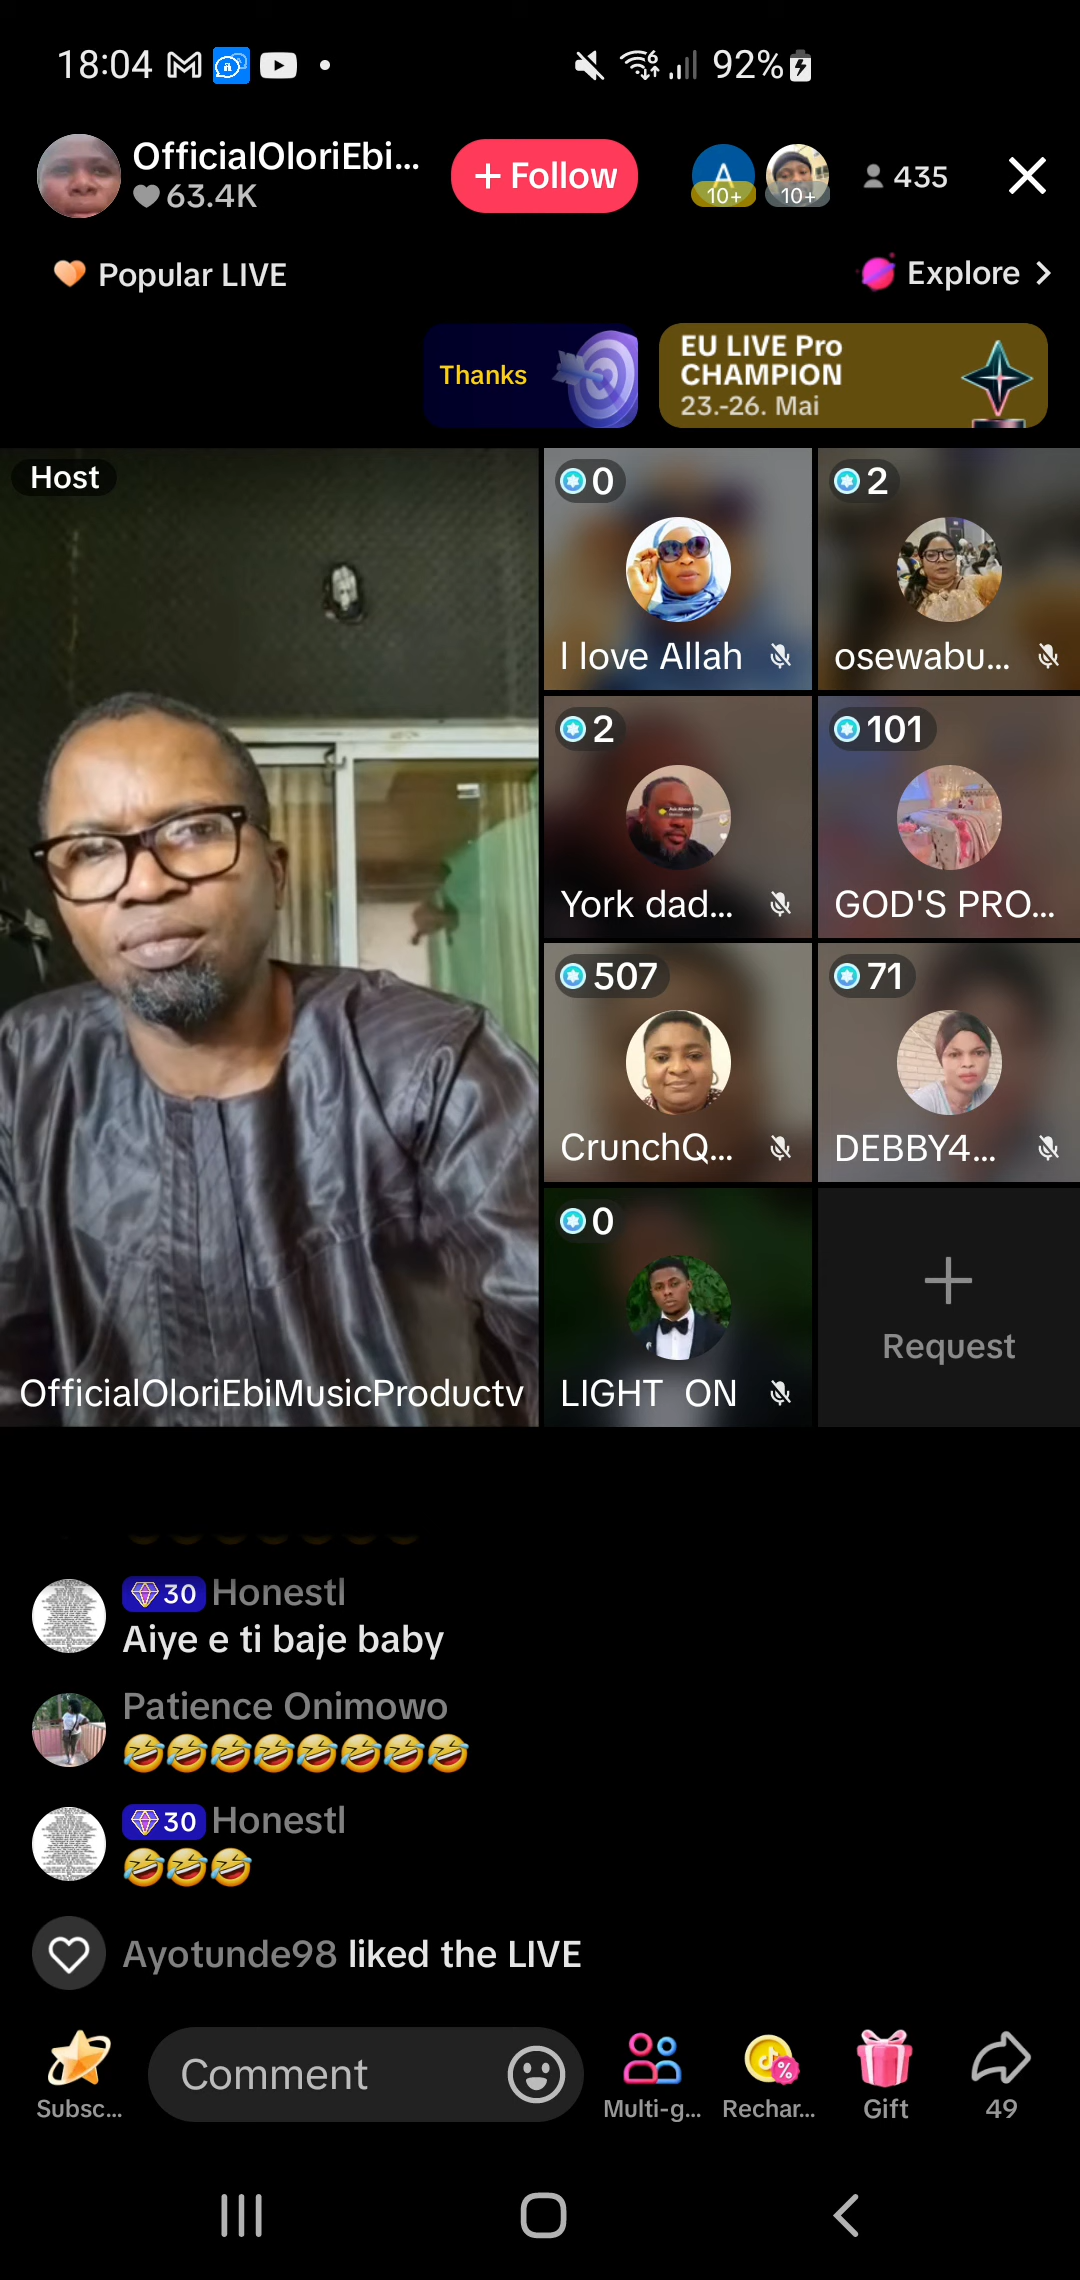 18:04
92%
OfficialOloriEbi...
63.4K
+ Follow
A
10+
10+
435
Popular LIVE
Explore >
Thanks
EU LIVE Pro
CHAMPION
23.-26. Mai
Host
0
2
I love Allah
osewabu...
2
101
York dad...
GOD'S PRO...
507
71
CrunchQ...
DEBBY4...
0
LIGHT ON
Request
OfficialOloriEbiMusicProductv
30 Honestl
Aiye e ti baje baby
Patience Onimowo
🤣🤣🤣🤣🤣🤣🤣🤣
30 Honestl
🤣🤣🤣
Ayotunde98 liked the LIVE
Comment
Subsc...
Multi-g...
Rechar...
Gift
49